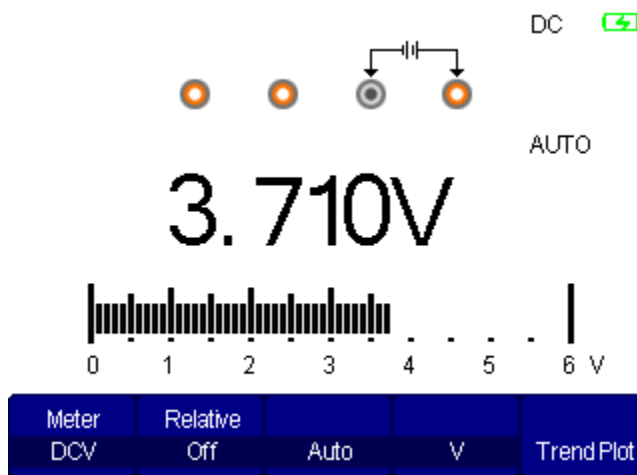 DC
AUTO
3.710V
0 1 2 3 4 5 6 V
Meter Relative
DCV Off Auto V Trend Plot